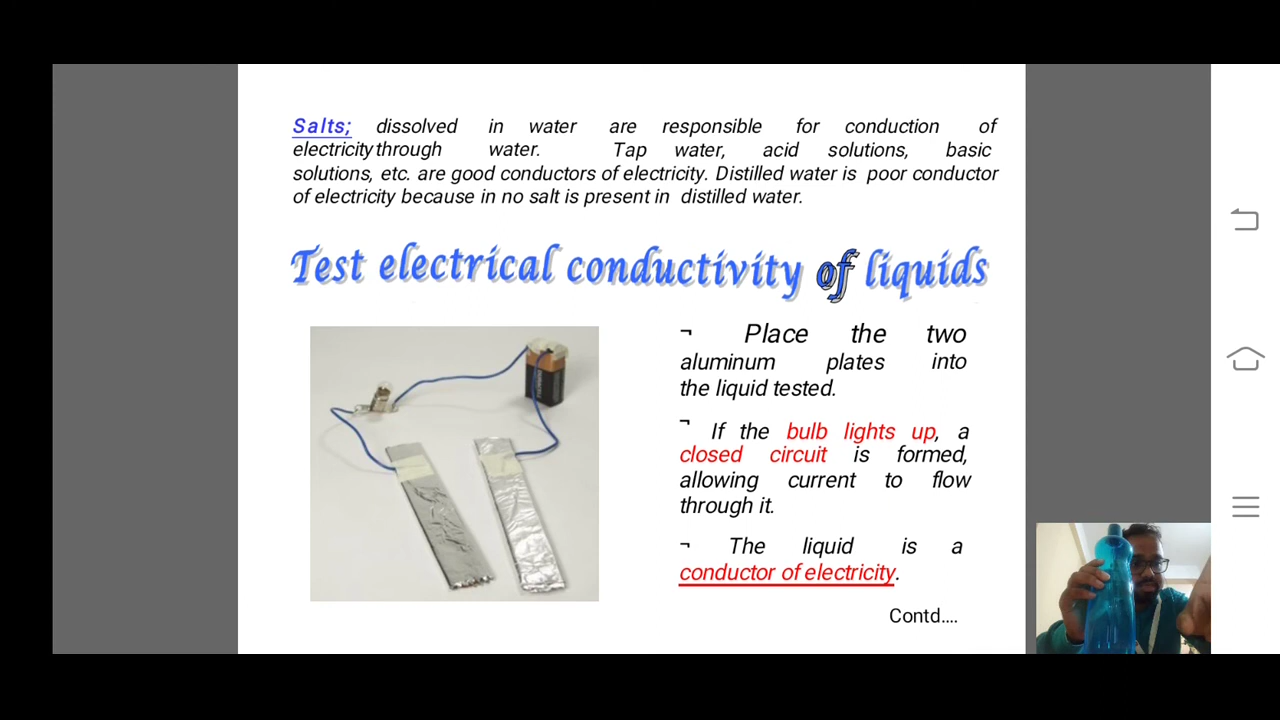 Salts; dissolved in water are responsible for conduction of
electricity through water. Tap water, acid solutions, basic
solutions, etc. are good conductors of electricity. Distilled water is poor conductor
of electricity because in no salt is present in distilled water.
Test electrical conductivity of liquids
¬ Place the two
aluminum plates into
the liquid tested.
¬ If the bulb lights up, a
closed circuit is formed,
allowing current to flow
through it.
¬ The liquid is a
conductor of electricity.
Contd....